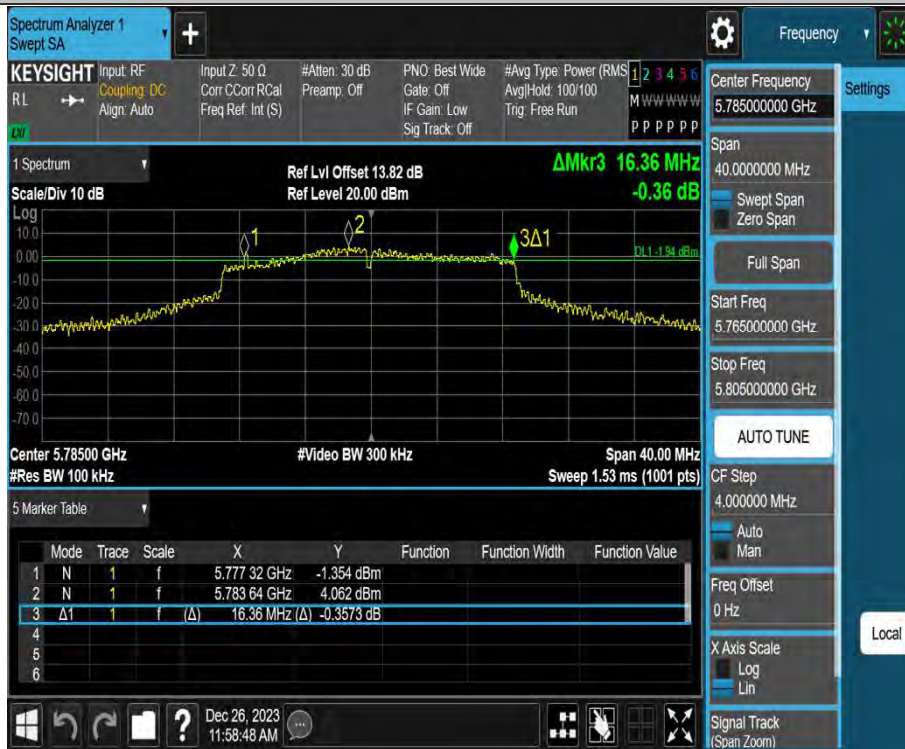 Spectrum Analyzer 1
Swept SA
+
Frequency
KEYSIGHT
RL
Input: RF
Coupling: DC
Align: Auto
Input Z: 50 Ω
Corr CCorr RCal
Freq Ref: Int (S)
#Atten: 30 dB
Preamp: Off
PNO: Best Wide
Gate: Off
IF Gain: Low
Sig Track: Off
#Avg Type: Power (RMS
Avg|Hold: 100/100
Trig: Free Run
1 2 3 4 5 6
M W W W W W
P P P P P P
1 Spectrum
Scale/Div 10 dB
Ref Lvl Offset 13.82 dB
Ref Level 20.00 dBm
ΔMkr3 16.36 MHz
-0.36 dB
Log
10.0
0.00
-10.0
-20.0
-30.0
-40.0
-50.0
-60.0
-70.0
1
2
3Δ1
DL1 -1.94 dBm
Center 5.78500 GHz
#Res BW 100 kHz
#Video BW 300 kHz
Span 40.00 MHz
Sweep 1.53 ms (1001 pts)
5 Marker Table
Mode Trace Scale X Y Function Function Width Function Value
1 N 1 f 5.777 32 GHz -1.354 dBm
2 N 1 f 5.783 64 GHz 4.062 dBm
3 Δ1 1 f (Δ) 16.36 MHz (Δ) -0.3573 dB
4
5
6
?
Dec 26, 2023
11:58:48 AM
Center Frequency
5.785000000 GHz
Settings
Span
40.0000000 MHz
Swept Span
Zero Span
Full Span
Start Freq
5.765000000 GHz
Stop Freq
5.805000000 GHz
AUTO TUNE
CF Step
4.000000 MHz
Auto
Man
Freq Offset
0 Hz
Local
X Axis Scale
Log
Lin
Signal Track
(Span Zoom)